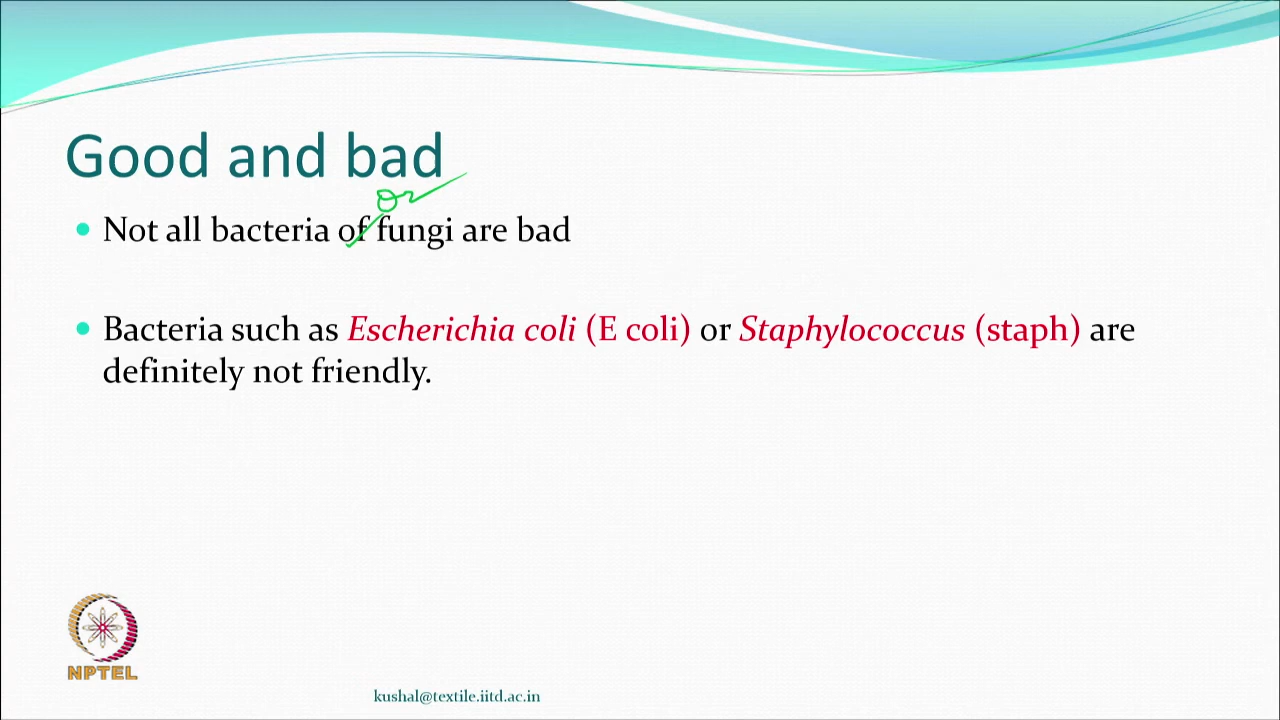 Good and bad
or
Not all bacteria of fungi are bad
Bacteria such as Escherichia coli (E coli) or Staphylococcus (staph) are
definitely not friendly.
NPTEL
kushal@textile.iitd.ac.in